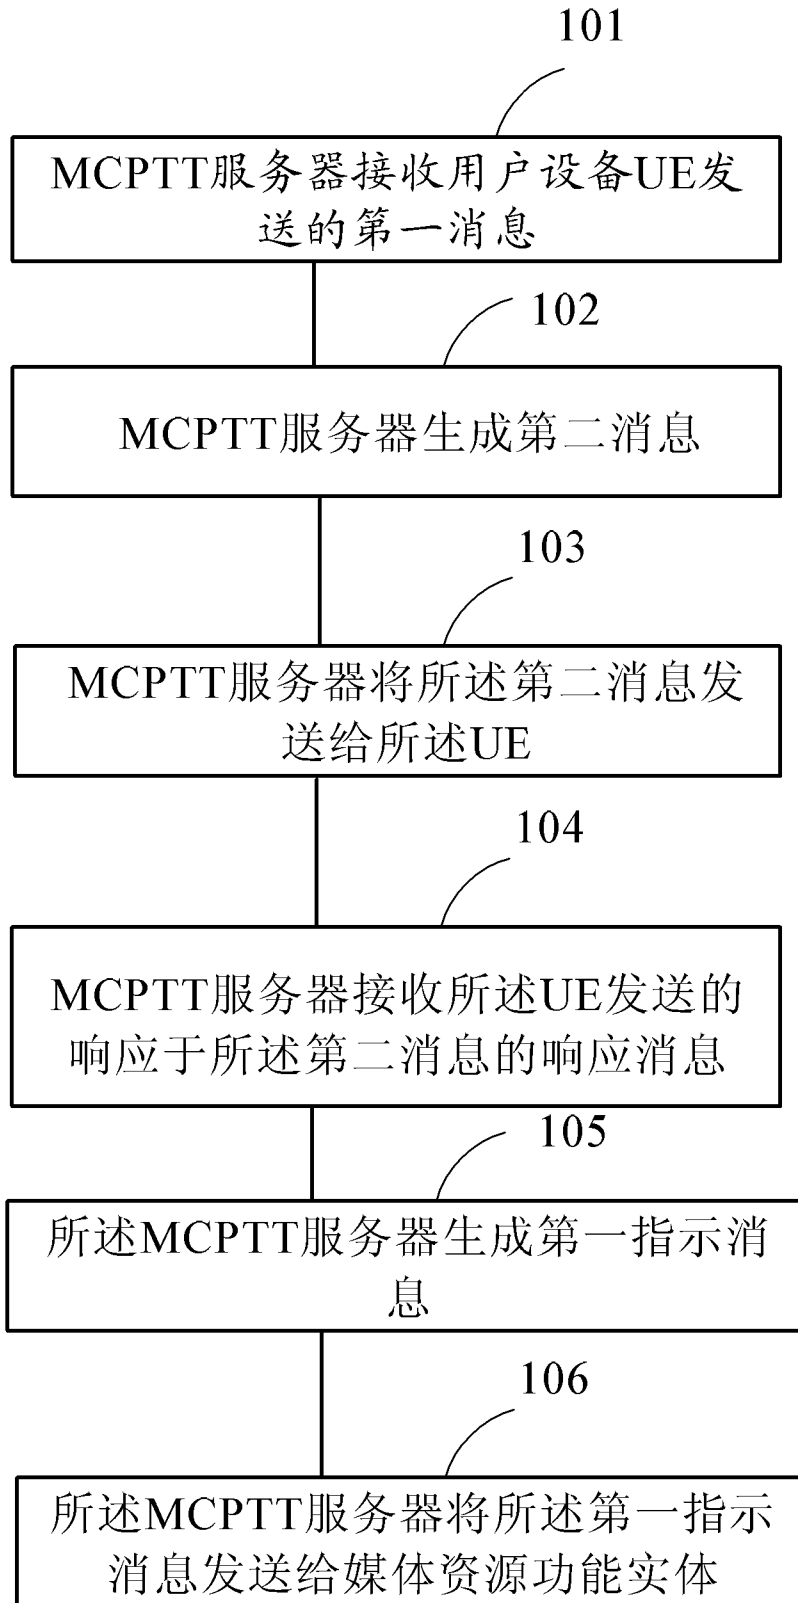 101
MCPTT服务器接收用户设备UE发
送的第一消息
102
MCPTT服务器生成第二消息
103
MCPTT服务器将所述第二消息发
送给所述UE
104
MCPTT服务器接收所述UE发送的
响应于所述第二消息的响应消息
105
所述MCPTT服务器生成第一指示消
息
106
所述MCPTT服务器将所述第一指示
消息发送给媒体资源功能实体